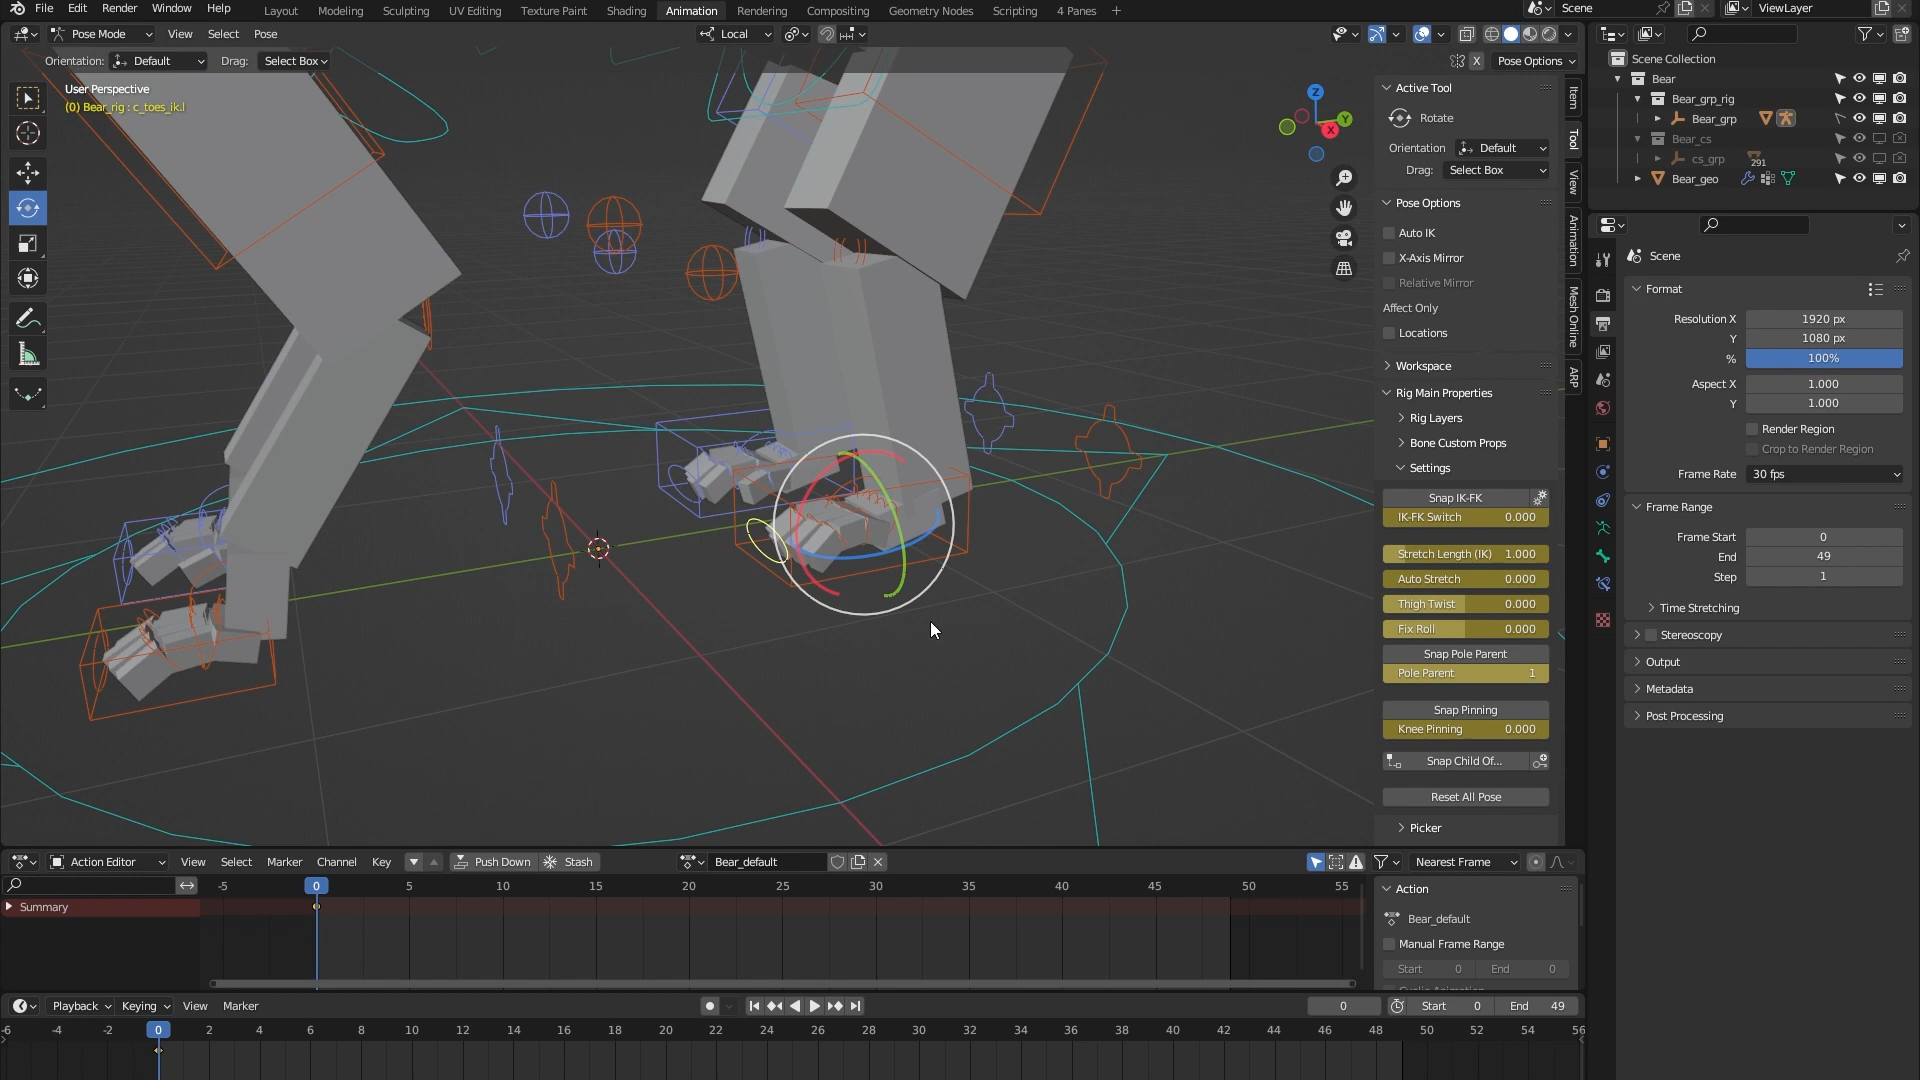 File Edit Render Window Help Layout Modeling Sculpting UV Editing Texture Paint Shading Animation Rendering Compositing Geometry Nodes Scripting 4 Panes + Scene ViewLayer
Pose Mode View Select Pose Local
Orientation: Default Drag: Select Box X Pose Options
User Perspective
(0) Bear_rig : c_toes_ik.l
Z
Y
X
Active Tool
Rotate
Orientation Default
Drag: Select Box
Pose Options
Auto IK
X-Axis Mirror
Relative Mirror
Affect Only
Locations
Workspace
Rig Main Properties
Rig Layers
Bone Custom Props
Settings
Snap IK-FK
IK-FK Switch 0.000
Stretch Length (IK) 1.000
Auto Stretch 0.000
Thigh Twist 0.000
Fix Roll 0.000
Snap Pole Parent
Pole Parent 1
Snap Pinning
Knee Pinning 0.000
Snap Child Of...
Reset All Pose
Picker
Item
Tool
View
Animation
Mesh Online
ARP
Scene Collection
Bear
Bear_grp_rig
Bear_grp
Bear_cs
cs_grp 291
Bear_geo
Scene
Format
Resolution X 1920 px
Y 1080 px
% 100%
Aspect X 1.000
Y 1.000
Render Region
Crop to Render Region
Frame Rate 30 fps
Frame Range
Frame Start 0
End 49
Step 1
Time Stretching
Stereoscopy
Output
Metadata
Post Processing
Action Editor View Select Marker Channel Key Push Down Stash Bear_default Nearest Frame
-5 0 5 10 15 20 25 30 35 40 45 50 55
Summary
Action
Bear_default
Manual Frame Range
Start 0 End 0
Playback Keying View Marker 0 Start 0 End 49
-6 -4 -2 0 2 4 6 8 10 12 14 16 18 20 22 24 26 28 30 32 34 36 38 40 42 44 46 48 50 52 54 56